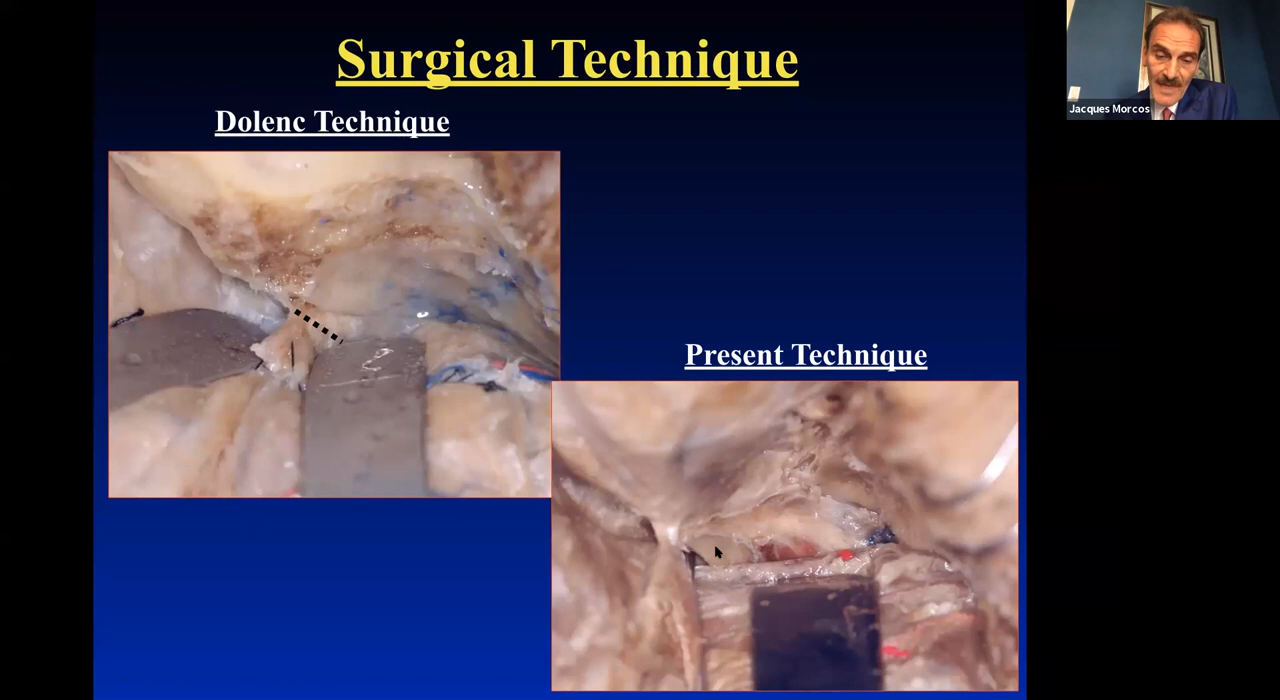 Surgical Technique
Dolenc Technique
Jacques Morcos
Present Technique